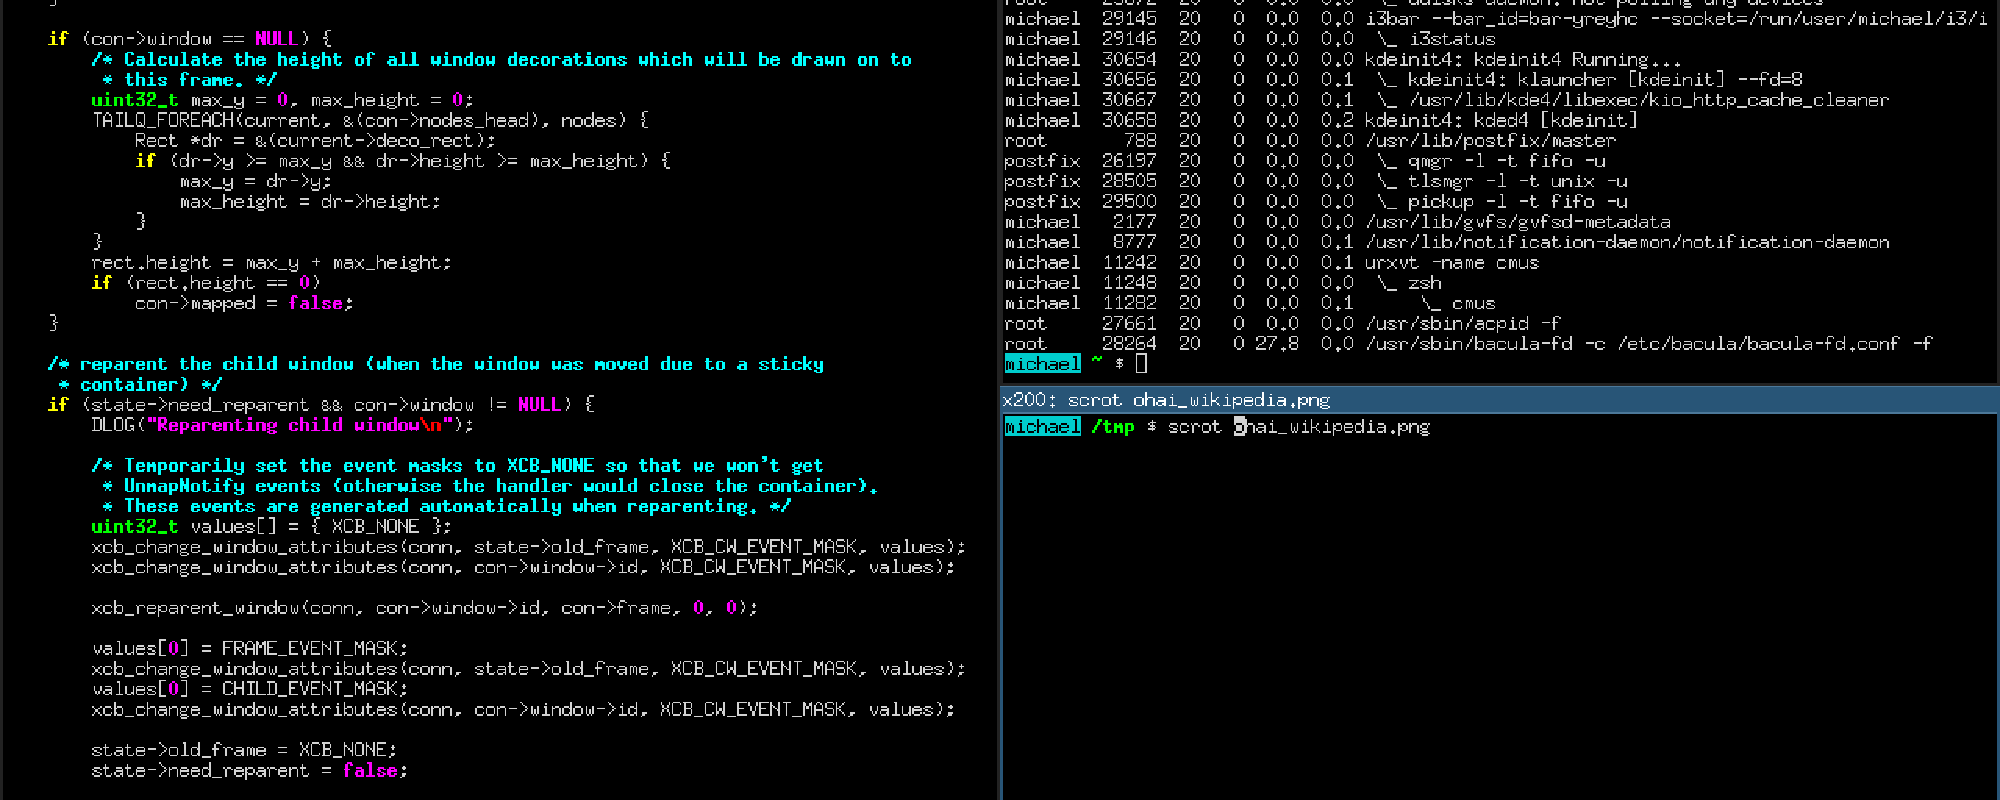 }
if (con->window == NULL) {
/* Calculate the height of all window decorations which will be drawn on to
* this frame. */
uint32_t max_y = 0, max_height = 0;
TAILQ_FOREACH(current, &(con->nodes_head), nodes) {
Rect *dr = &(current->deco_rect);
if (dr->y >= max_y && dr->height >= max_height) {
max_y = dr->y;
max_height = dr->height;
}
}
rect.height = max_y + max_height;
if (rect.height == 0)
con->mapped = false;
}
/* reparent the child window (when the window was moved due to a sticky
* container) */
if (state->need_reparent && con->window != NULL) {
DLOG("Reparenting child window\n");
/* Temporarily set the event masks to XCB_NONE so that we won't get
* UnmapNotify events (otherwise the handler would close the container).
* These events are generated automatically when reparenting. */
uint32_t values[] = { XCB_NONE };
xcb_change_window_attributes(conn, state->old_frame, XCB_CW_EVENT_MASK, values);
xcb_change_window_attributes(conn, con->window->id, XCB_CW_EVENT_MASK, values);
xcb_reparent_window(conn, con->window->id, con->frame, 0, 0);
values[0] = FRAME_EVENT_MASK;
xcb_change_window_attributes(conn, state->old_frame, XCB_CW_EVENT_MASK, values);
values[0] = CHILD_EVENT_MASK;
xcb_change_window_attributes(conn, con->window->id, XCB_CW_EVENT_MASK, values);
state->old_frame = XCB_NONE;
state->need_reparent = false;
michael 29145 20 0 0.0 0.0 i3bar --bar_id=bar-yreyhc --socket=/run/user/michael/i3/i
michael 29146 20 0 0.0 0.0 \_ i3status
michael 30654 20 0 0.0 0.0 kdeinit4: kdeinit4 Running...
michael 30656 20 0 0.0 0.1 \_ kdeinit4: klauncher [kdeinit] --fd=8
michael 30667 20 0 0.0 0.1 \_ /usr/lib/kde4/libexec/kio_http_cache_cleaner
michael 30658 20 0 0.0 0.2 kdeinit4: kded4 [kdeinit]
root 788 20 0 0.0 0.0 /usr/lib/postfix/master
postfix 26197 20 0 0.0 0.0 \_ qmgr -l -t fifo -u
postfix 28505 20 0 0.0 0.0 \_ tlsmgr -l -t unix -u
postfix 29500 20 0 0.0 0.0 \_ pickup -l -t fifo -u
michael 2177 20 0 0.0 0.0 /usr/lib/gvfs/gvfsd-metadata
michael 8777 20 0 0.0 0.1 /usr/lib/notification-daemon/notification-daemon
michael 11242 20 0 0.0 0.1 urxvt -name cmus
michael 11248 20 0 0.0 0.0 \_ zsh
michael 11282 20 0 0.0 0.1 \_ cmus
root 27661 20 0 0.0 0.0 /usr/sbin/acpid -f
root 28264 20 0 27.8 0.0 /usr/sbin/bacula-fd -c /etc/bacula/bacula-fd.conf -f
michael ~ $
x200: scrot ohai_wikipedia.png
michael /tmp $ scrot ohai_wikipedia.png